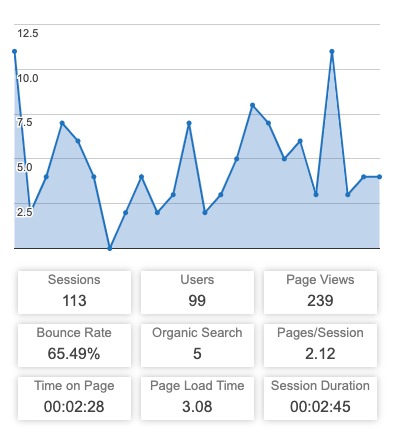 12.5
10.0
7.5
5.0
2.5
Sessions Users Page Views
113 99 239
Bounce Rate Organic Search Pages/Session
65.49% 5 2.12
Time on Page Page Load Time Session Duration
00:02:28 3.08 00:02:45